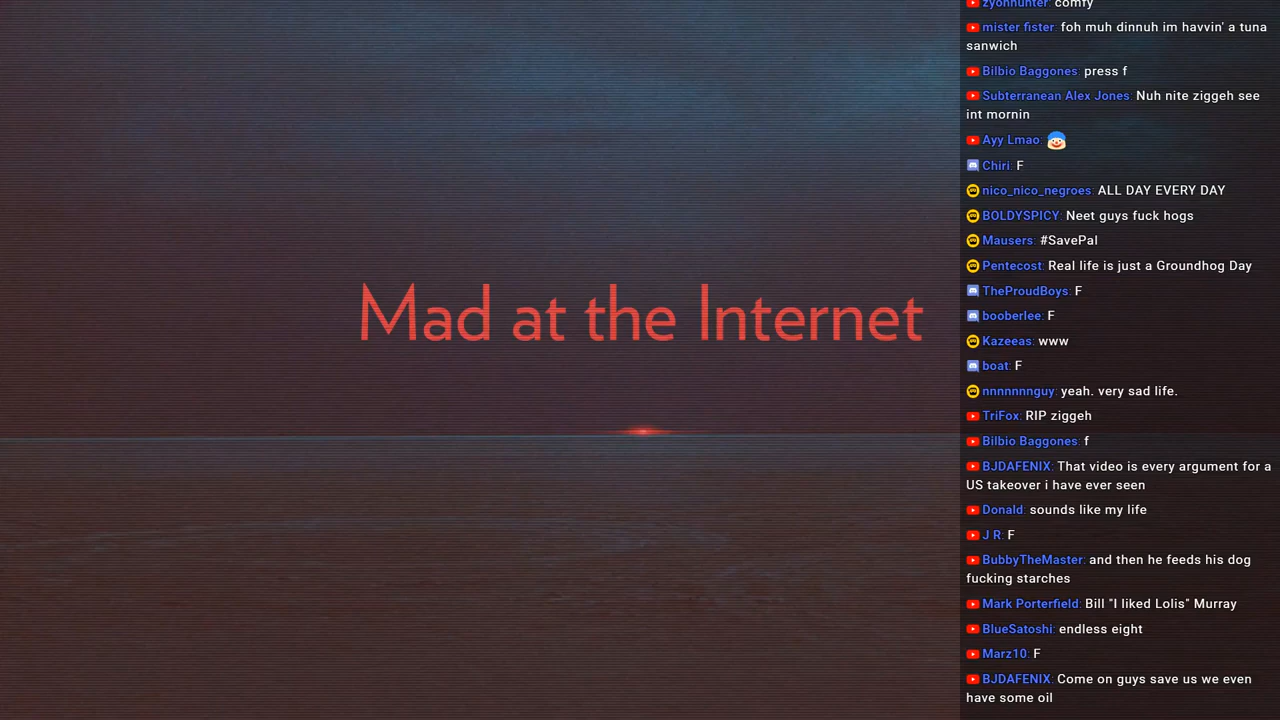 Mad at the Internet
zyonhunter: comfy
mister fister: foh muh dinnuh im havvin' a tuna
sanwich
Bilbio Baggones: press f
Subterranean Alex Jones: Nuh nite ziggeh see
int mornin
Ayy Lmao:
Chiri: F
nico_nico_negroes: ALL DAY EVERY DAY
BOLDYSPICY: Neet guys fuck hogs
Mausers: #SavePal
Pentecost: Real life is just a Groundhog Day
TheProudBoys: F
booberlee: F
Kazeeas: www
boat: F
nnnnnnnguy: yeah. very sad life.
TriFox: RIP ziggeh
Bilbio Baggones: f
BJDAFENIX: That video is every argument for a
US takeover i have ever seen
Donald: sounds like my life
J R: F
BubbyTheMaster: and then he feeds his dog
fucking starches
Mark Porterfield: Bill "I liked Lolis" Murray
BlueSatoshi: endless eight
Marz10: F
BJDAFENIX: Come on guys save us we even
have some oil